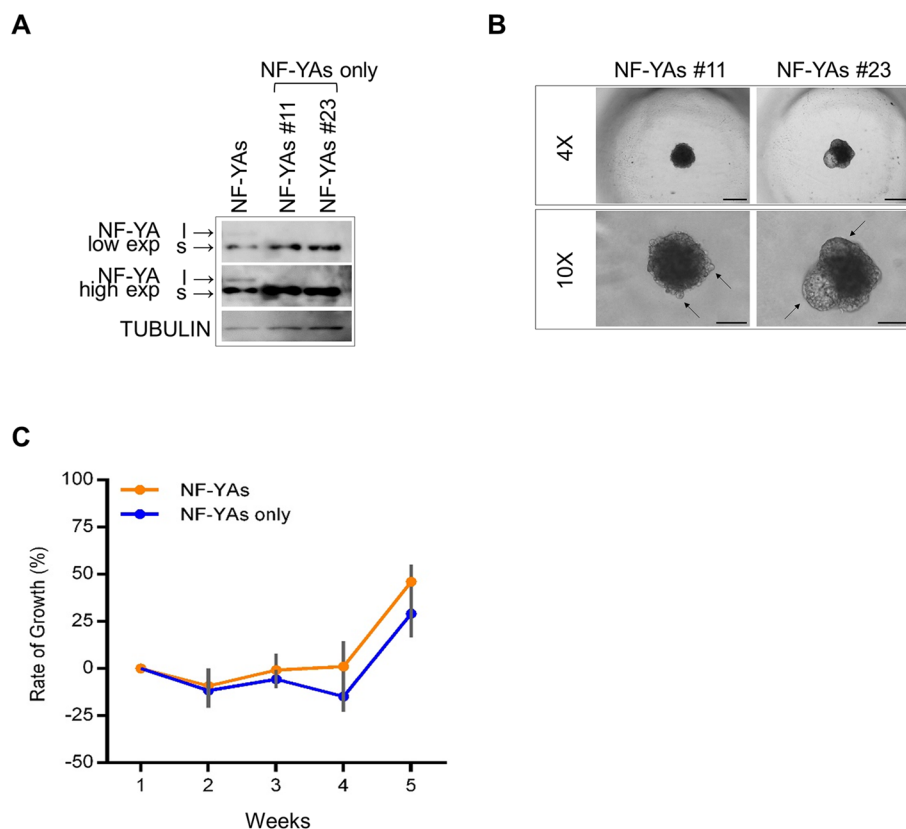 A
NF-YAs only
NF-YAs
NF-YAs #11
NF-YAs #23
NF-YA l →
low exp s →
NF-YA l →
high exp s →
TUBULIN
B
NF-YAs #11 NF-YAs #23
4X
10X
C
100
75
50
25
0
-25
-50
Rate of Growth (%)
NF-YAs
NF-YAs only
1 2 3 4 5
Weeks